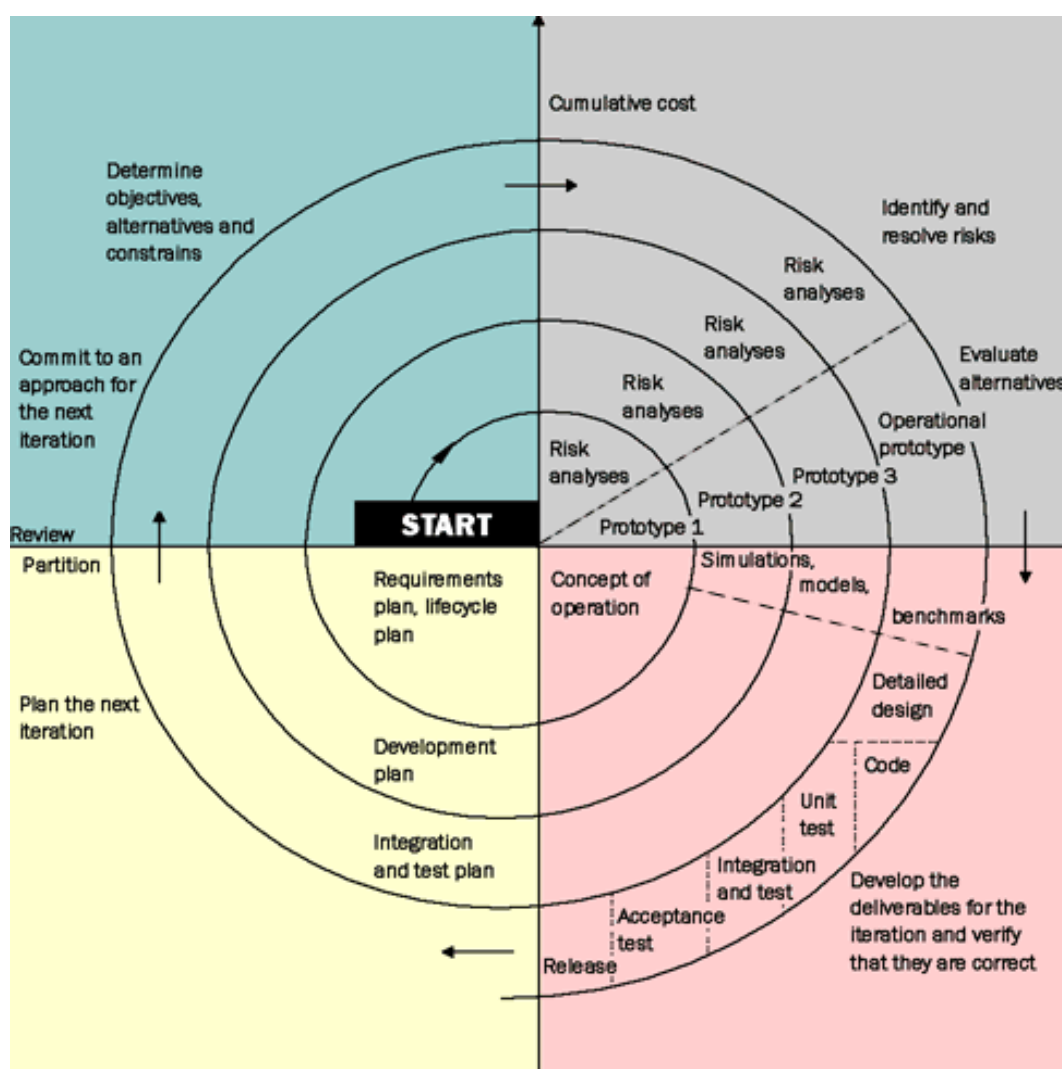 Cumulative cost
Determine
objectives,
alternatives and
constrains
Identify and
resolve risks
Risk
analyses
Risk
analyses
Risk
analyses
Risk
analyses
Commit to an
approach for
the next
iteration
Evaluate
alternatives
Operational
prototype
Prototype 3
Prototype 2
Prototype 1
START
Review
Partition
Requirements
plan, lifecycle
plan
Concept of
operation
Simulations,
models,
benchmarks
Plan the next
iteration
Detailed
design
Development
plan
Code
Unit
test
Integration
and test plan
Integration
and test
Develop the
deliverables for the
iteration and verify
that they are correct
Acceptance
test
Release